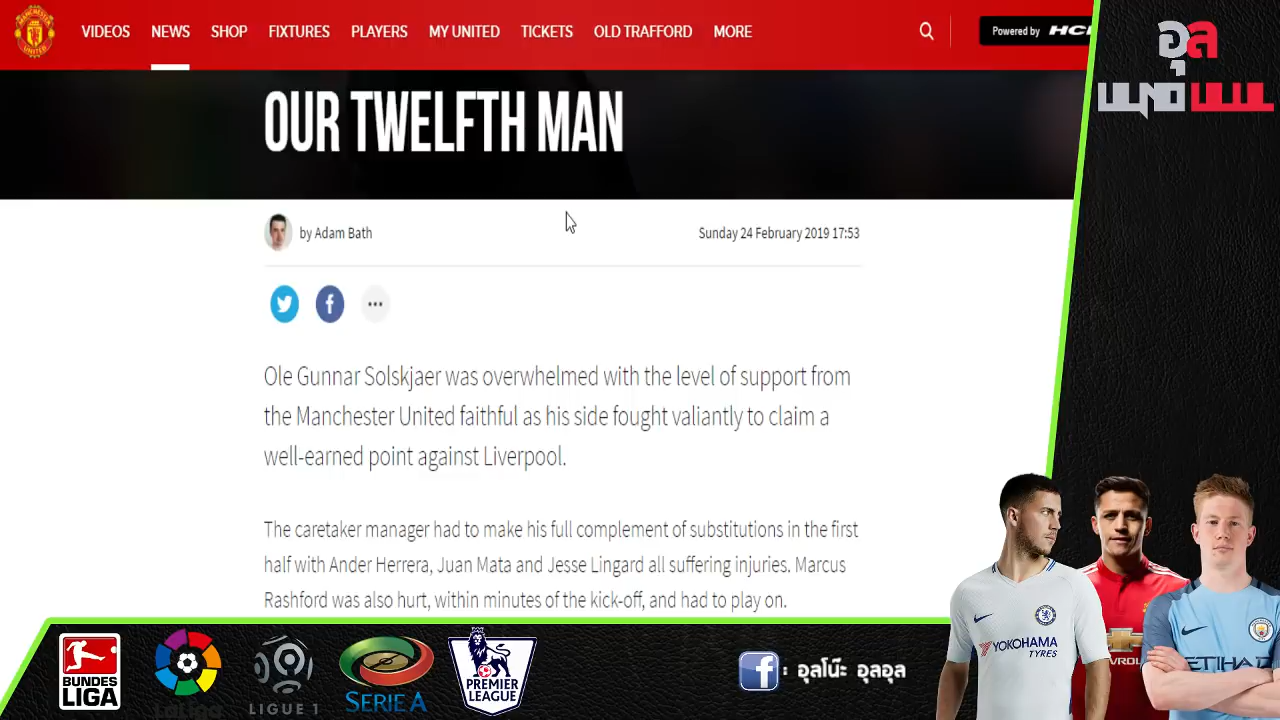 VIDEOS NEWS SHOP FIXTURES PLAYERS MY UNITED TICKETS OLD TRAFFORD MORE
Powered by HCL
อุล
OUR TWELFTH MAN
by Adam Bath
Sunday 24 February 2019 17:53
Ole Gunnar Solskjaer was overwhelmed with the level of support from
the Manchester United faithful as his side fought valiantly to claim a
well-earned point against Liverpool.
The caretaker manager had to make his full complement of substitutions in the first
half with Ander Herrera, Juan Mata and Jesse Lingard all suffering injuries. Marcus
Rashford was also hurt, within minutes of the kick-off, and had to play on.
YOKOHAMA
TYRES
ETIHAD
BUNDES
LIGA
LaLiga
LIGUE 1
SERIE A
PREMIER
LEAGUE
: อุลโน๊ะ อุลอุล